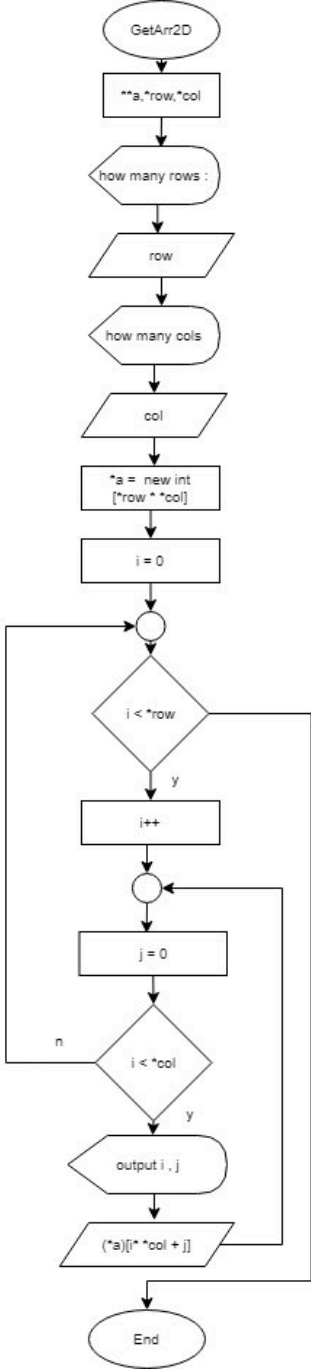 GetArr2D
**a,*row,*col
how many rows :
row
how many cols
col
*a = new int
[*row * *col]
i = 0
i < *row
y
i++
j = 0
n
i < *col
y
output i , j
(*a)[i* *col + j]
End